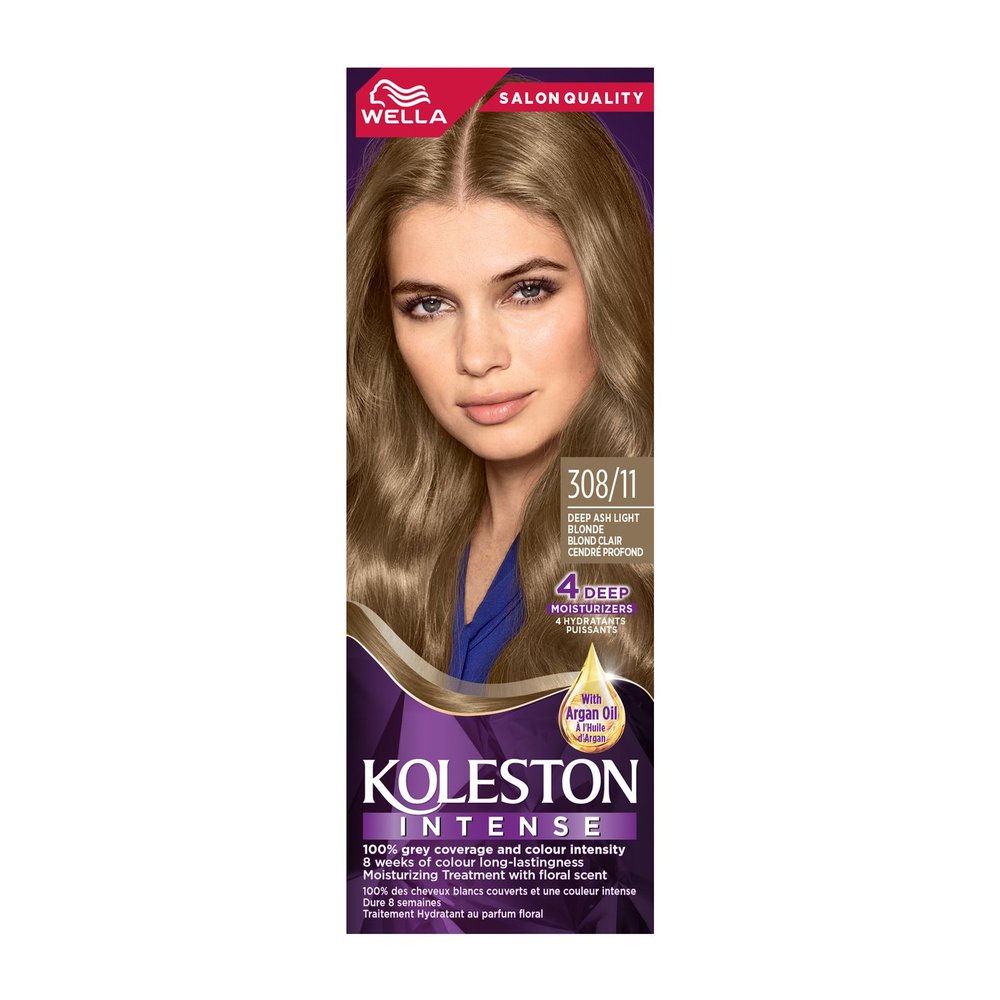 WELLA
SALON QUALITY
308/11
DEEP ASH LIGHT
BLONDE
BLOND CLAIR
CENDRÉ PROFOND
4 DEEP
MOISTURIZERS
4 HYDRATANTS
PUISSANTS
With
Argan Oil
À l'Huile
d'Argan
KOLESTON
INTENSE
100% grey coverage and colour intensity
8 weeks of colour long-lastingness
Moisturizing Treatment with floral scent
100% des cheveux blancs couverts et une couleur intense
Dure 8 semaines
Traitement Hydratant au parfum floral